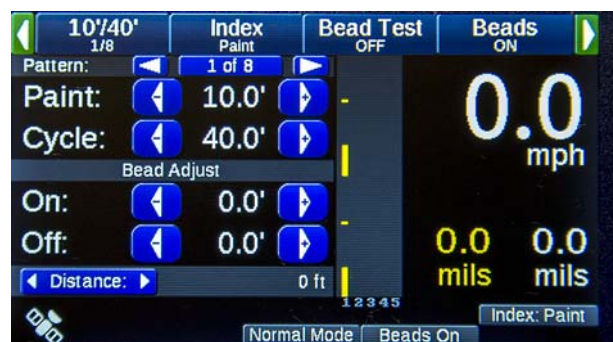 10'/40' Index Bead Test Beads
1/8 Paint OFF ON
Pattern: 1 of 8
Paint: - 10.0' +
Cycle: - 40.0' +
Bead Adjust
On: - 0.0' +
Off: - 0.0' +
Distance: 0 ft
0.0
mph
0.0 0.0
mils mils
12345
Index: Paint
Normal Mode Beads On